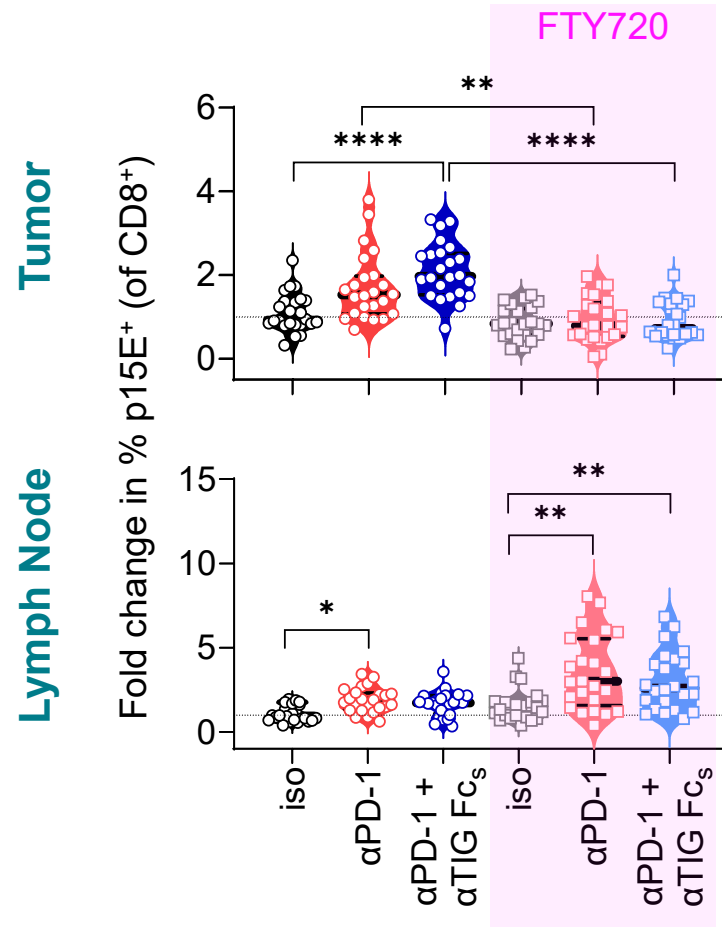 FTY720
Tumor
Lymph Node
Fold change in % p15E⁺ (of CD8⁺)
**
****
****
6
4
2
0
**
**
*
15
10
5
0
iso
αPD-1
αPD-1 +
αTIG Fcₛ
iso
αPD-1
αPD-1 +
αTIG Fcₛ